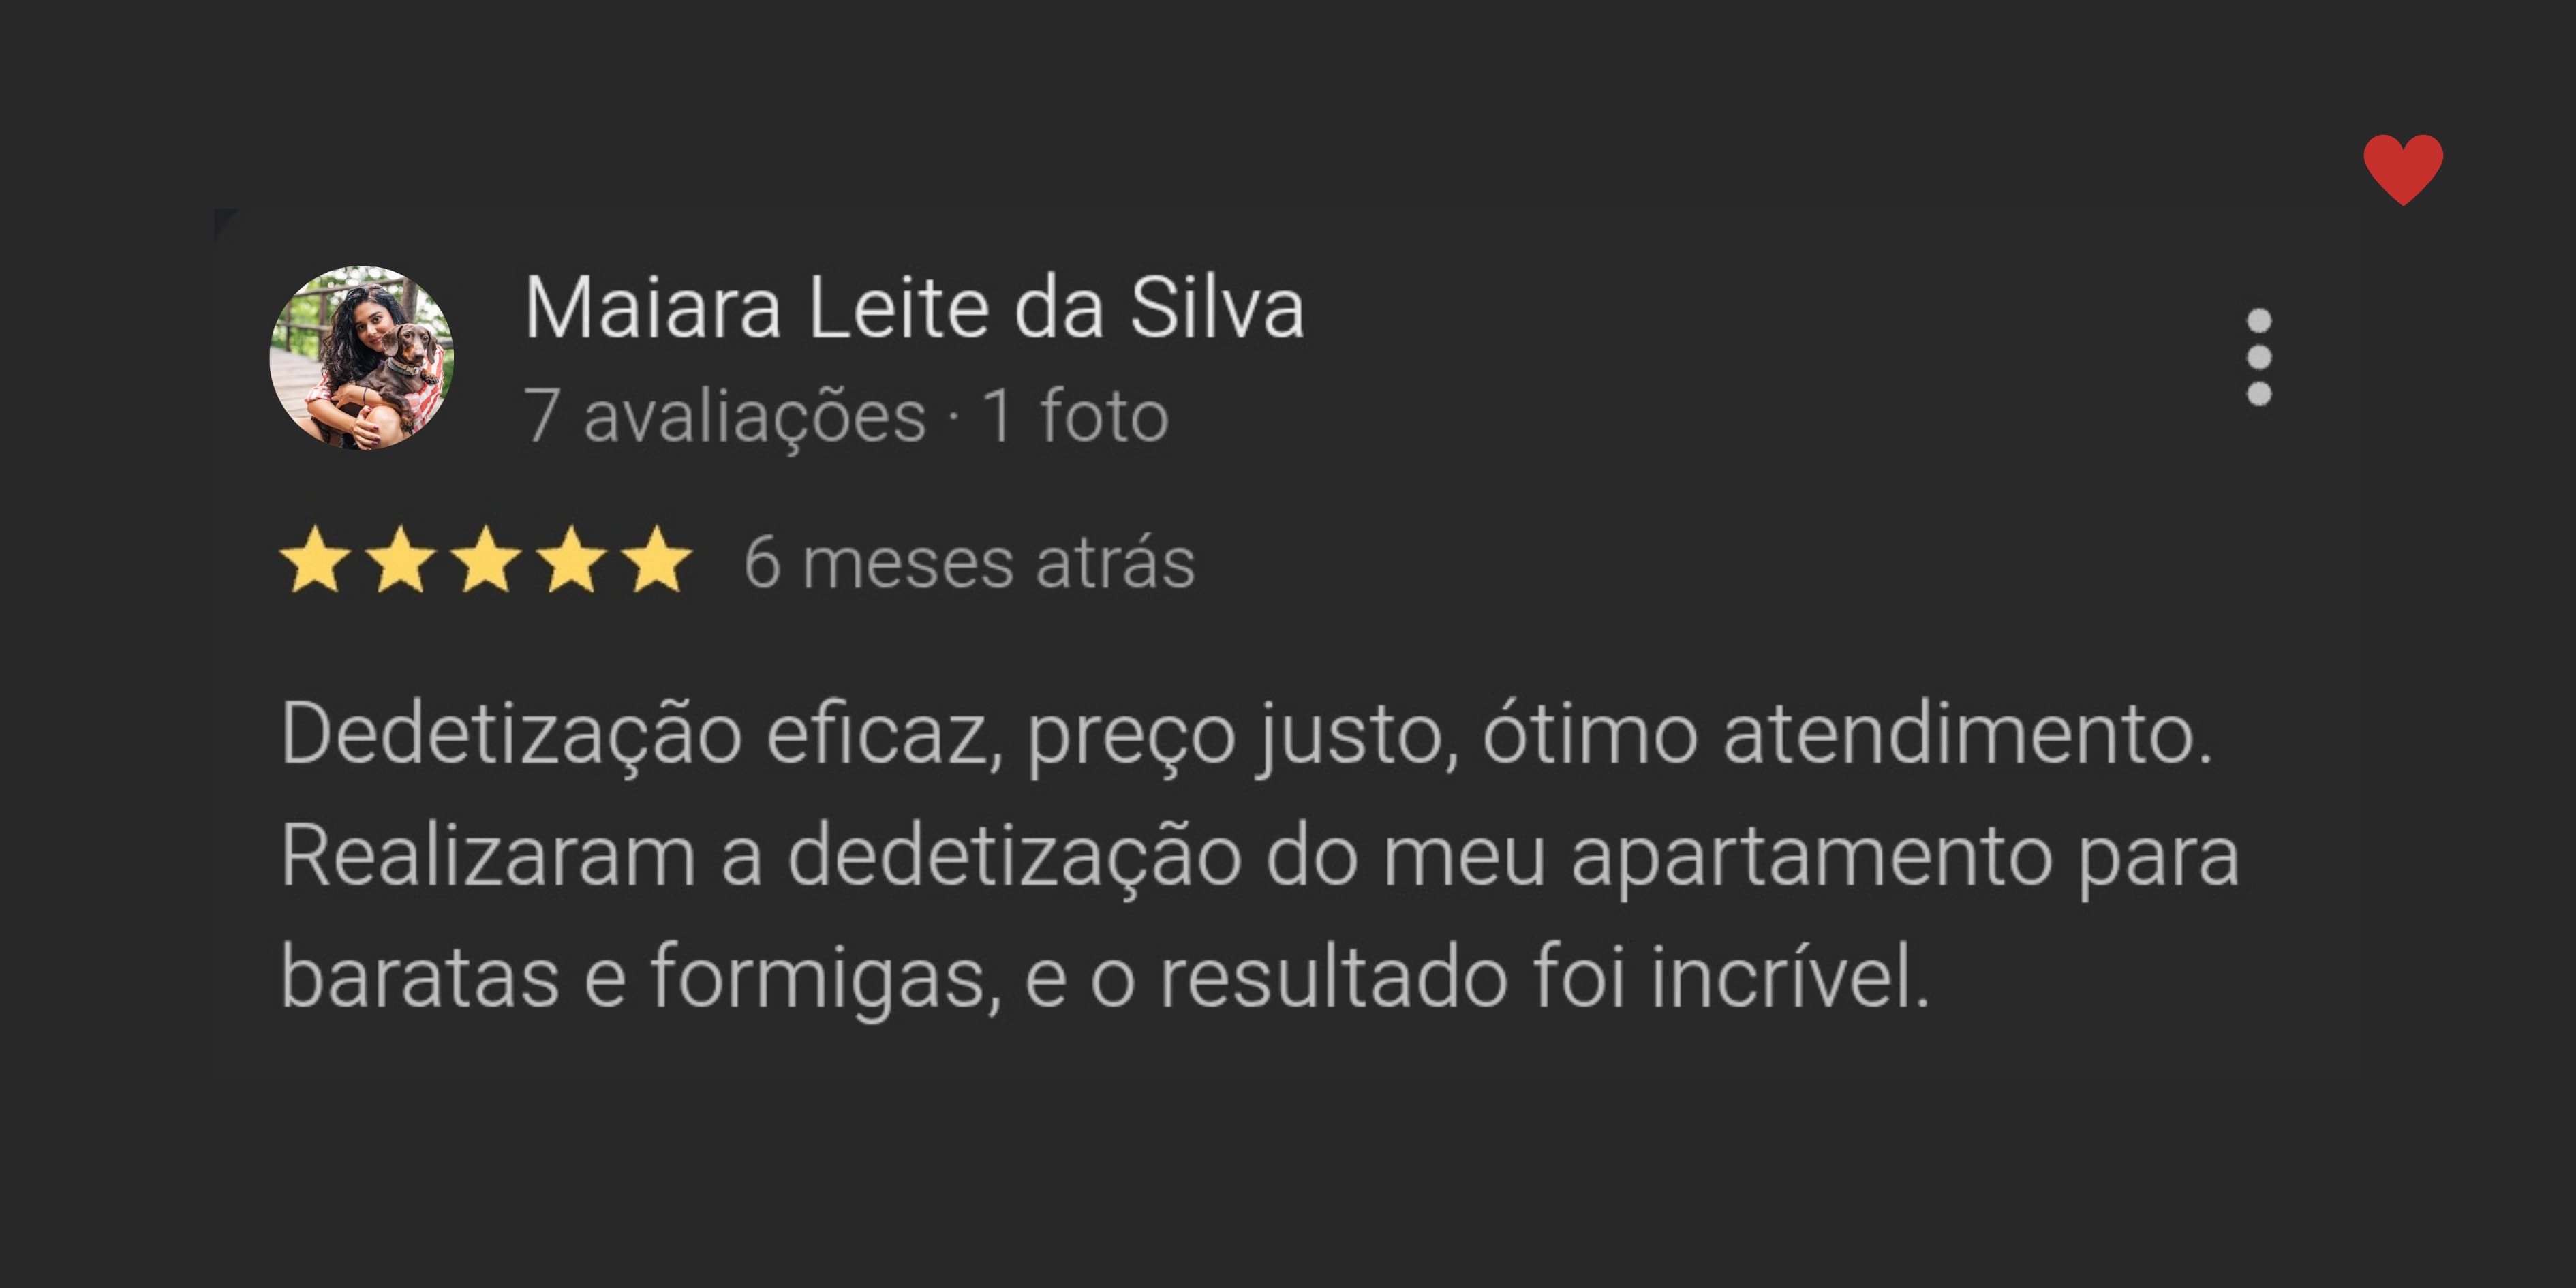 Maiara Leite da Silva
7 avaliações · 1 foto
6 meses atrás
Dedetização eficaz, preço justo, ótimo atendimento.
Realizaram a dedetização do meu apartamento para
baratas e formigas, e o resultado foi incrível.